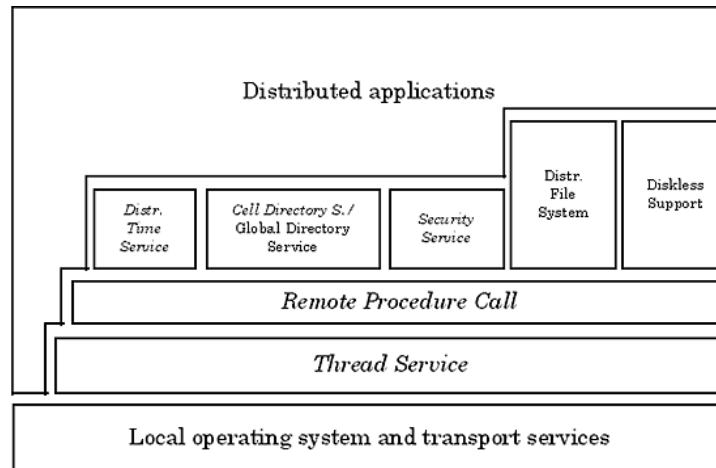 Distributed applications
Distr.
File
System
Diskless
Support
Distr.
Time
Service
Cell Directory S./
Global Directory
Service
Security
Service
Remote Procedure Call
Thread Service
Local operating system and transport services